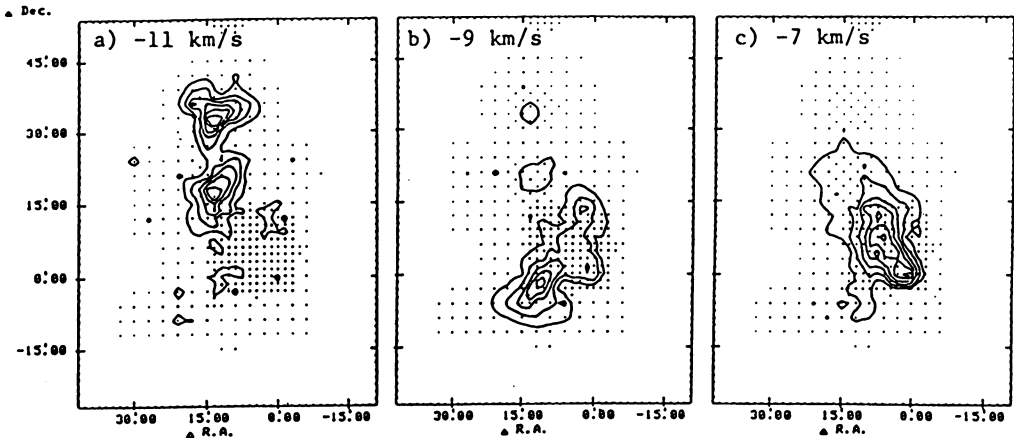 ▲ Dec.
a) -11 km/s
b) -9 km/s
c) -7 km/s
45:00
30:00
15:00
0:00
-15:00
30:00 15:00 0:00 -15:00
30:00 15:00 0:00 -15:00
30:00 15:00 0:00 -15:00
▲ R.A.
▲ R.A.
▲ R.A.